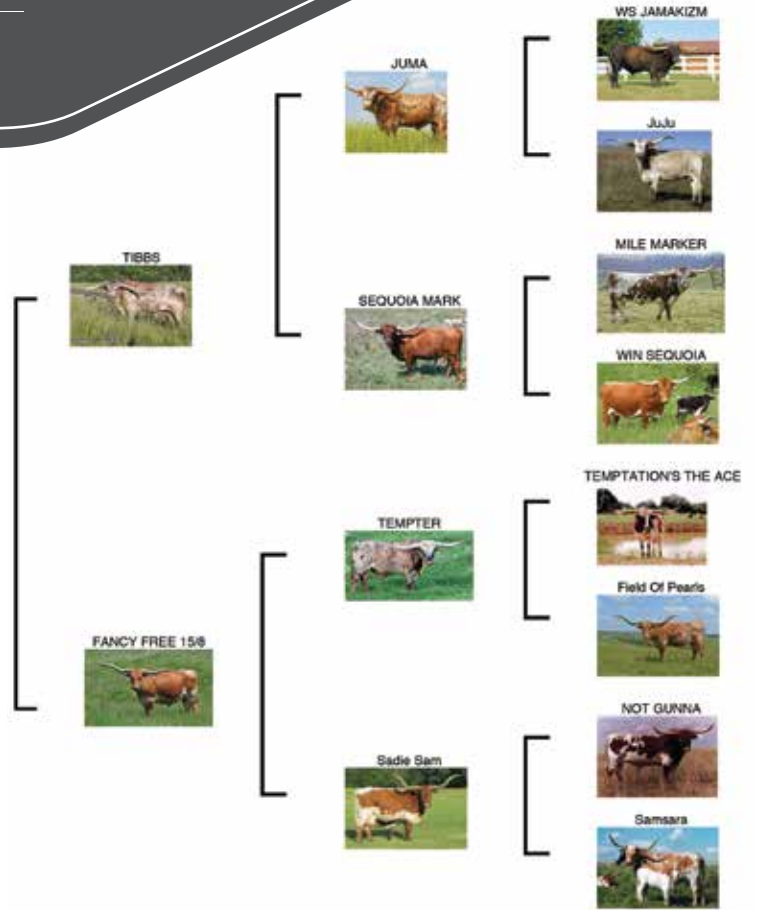 WS JAMAKIZM
JUMA
JuJu
TIBBS
MILE MARKER
SEQUOIA MARK
WIN SEQUOIA
TEMPTATION'S THE ACE
TEMPTER
Field Of Pearls
FANCY FREE 15/8
NOT GUNNA
Sadie Sam
Samsara